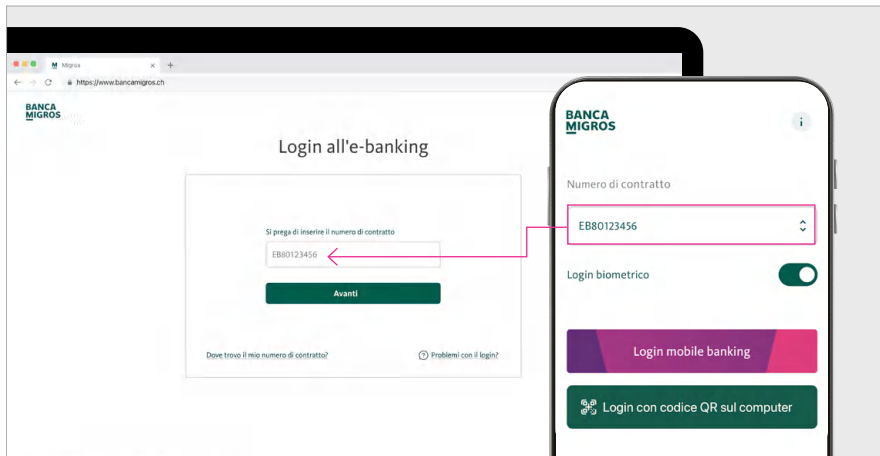 M Migros × +
https://www.bancamigros.ch
BANCA
MIGROS
Login all'e-banking
Si prega di inserire il numero di contratto
EB80123456
Avanti
Dove trovo il mio numero di contratto?
? Problemi con il login?
BANCA
MIGROS
i
Numero di contratto
EB80123456
Login biometrico
Login mobile banking
Login con codice QR sul computer